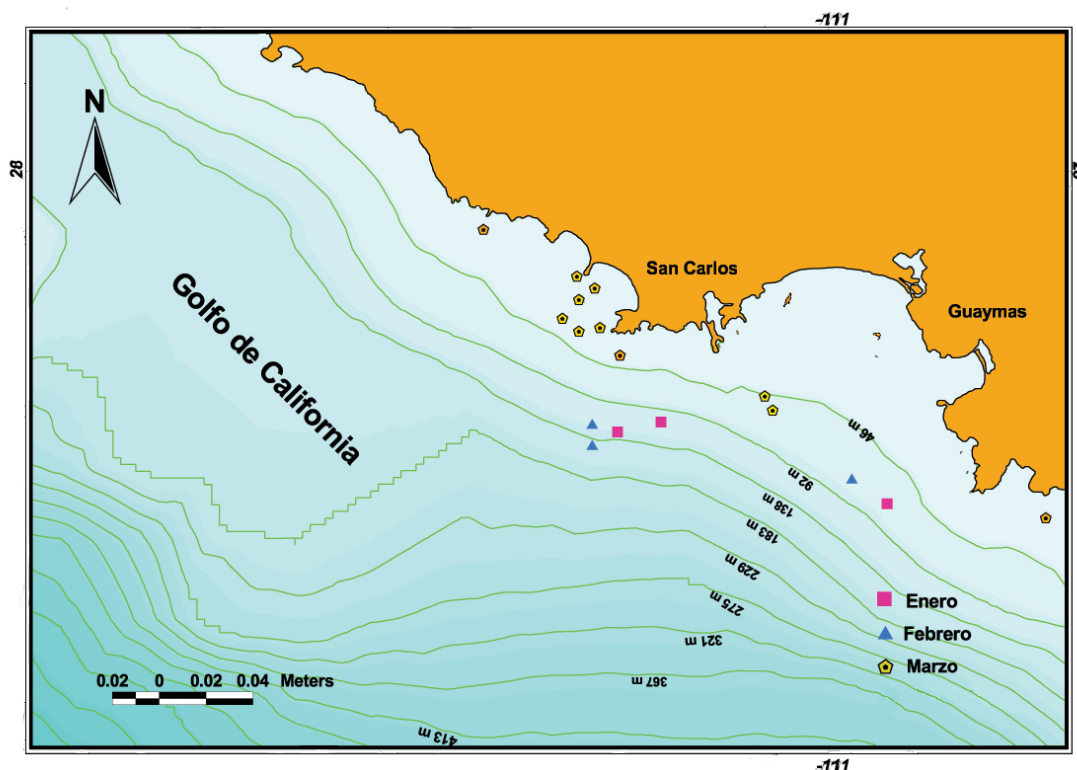 -111
N
28
San Carlos
Guaymas
Golfo de California
46 m
92 m
138 m
183 m
229 m
275 m
321 m
367 m
413 m
Enero
Febrero
Marzo
0.02 0 0.02 0.04 Meters
-111